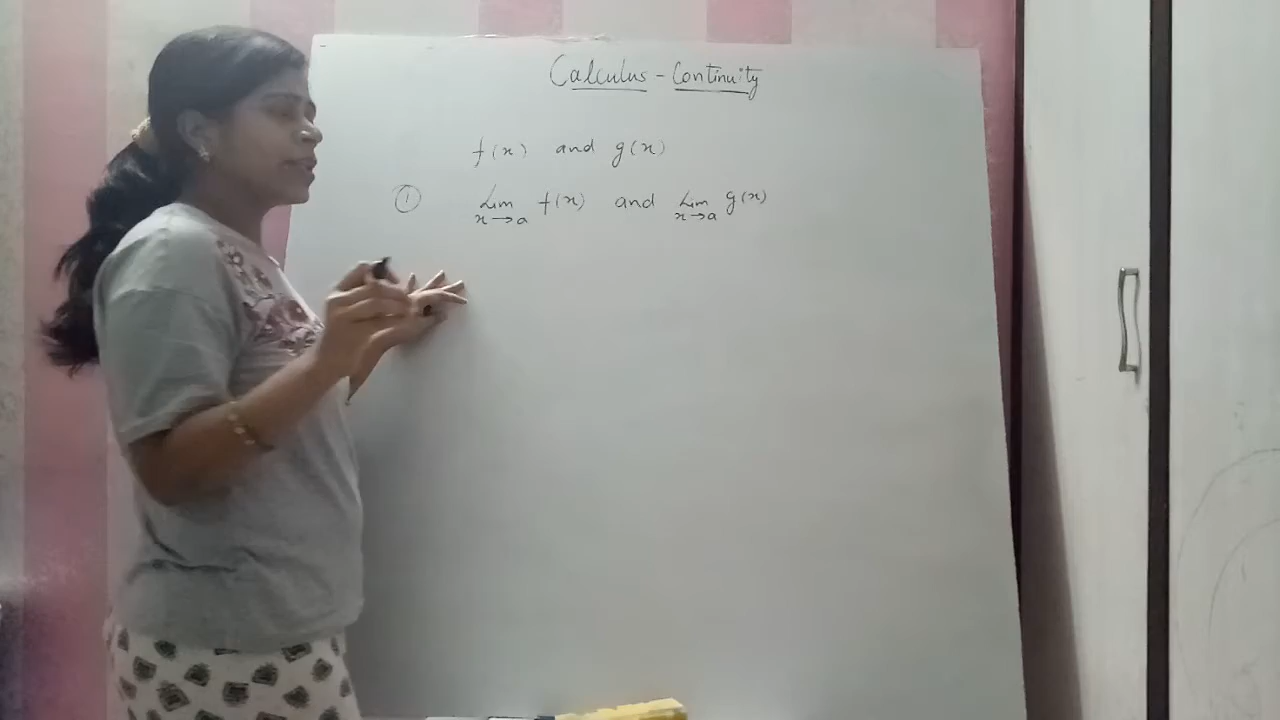 Calculus - Continuity
f(x) and g(x)
① Lim x→a f(x) and Lim x→a g(x)